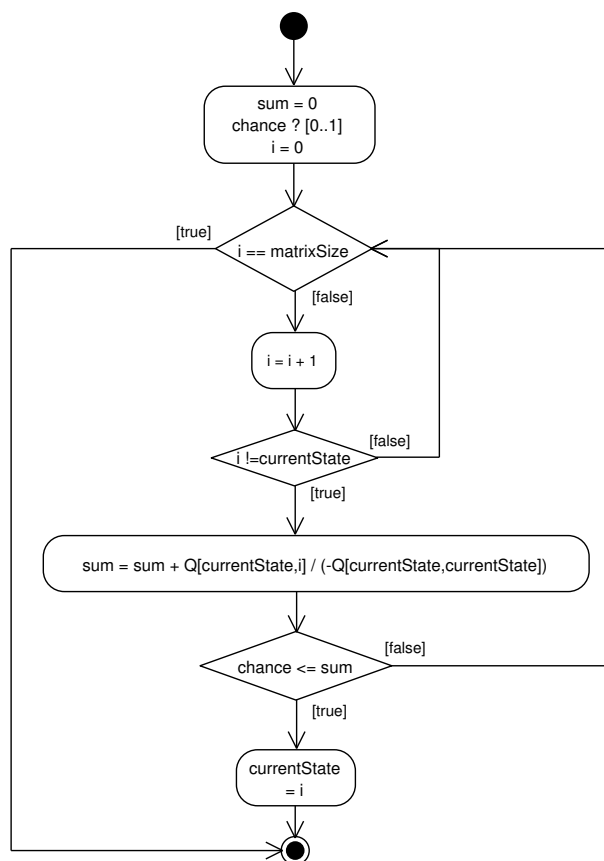 sum = 0
chance ? [0..1]
i = 0
[true]
i == matrixSize
[false]
i = i + 1
[false]
i !=currentState
[true]
sum = sum + Q[currentState,i] / (-Q[currentState,currentState])
[false]
chance <= sum
[true]
currentState
= i